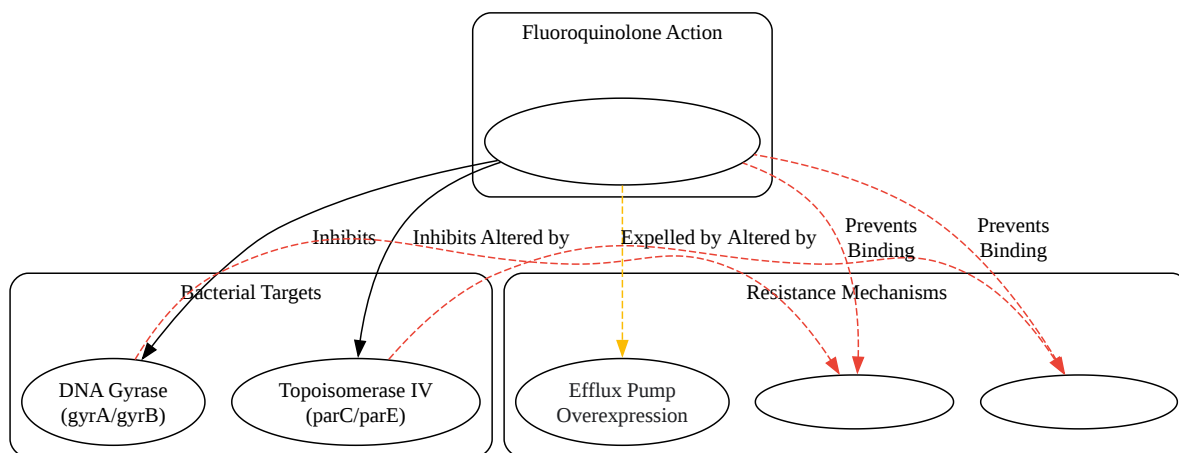 Fluoroquinolone Action
Inhibits
Inhibits
Altered by
Expelled by
Altered by
Prevents
Binding
Prevents
Binding
Bacterial Targets
Resistance Mechanisms
DNA Gyrase
(gyrA/gyrB)
Topoisomerase IV
(parC/parE)
Efflux Pump
Overexpression